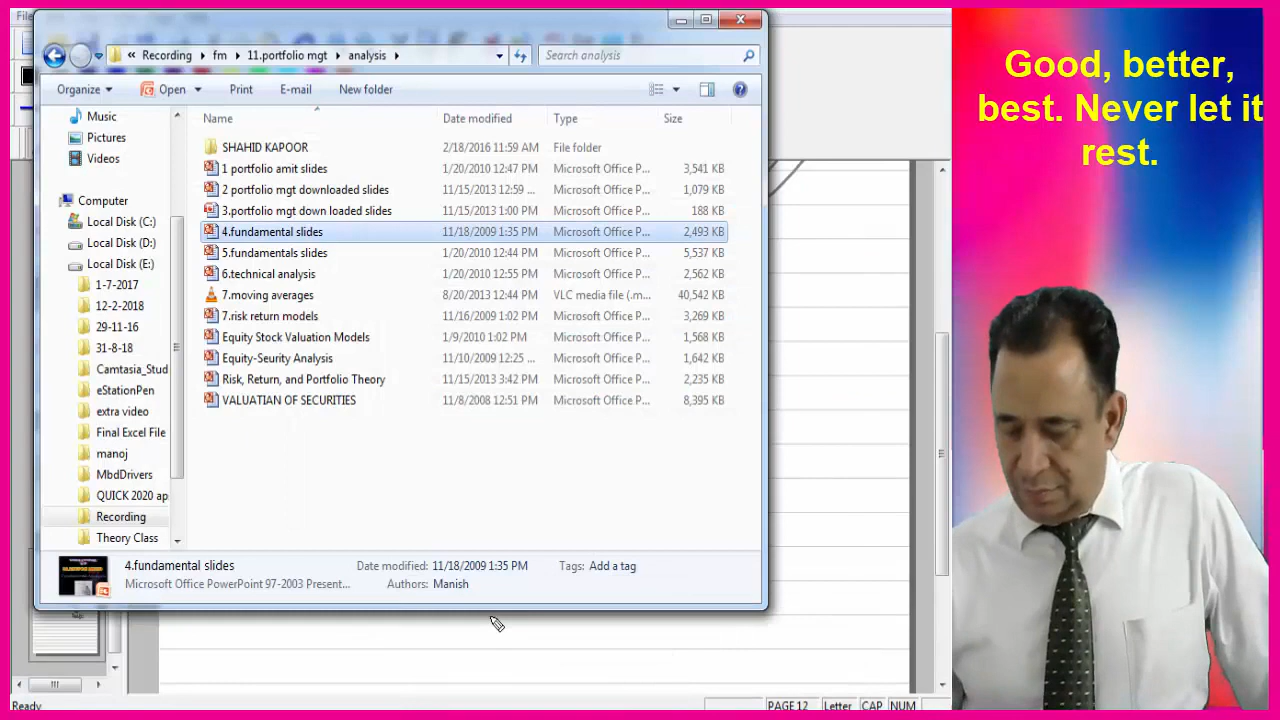 File
« Recording fm 11.portfolio mgt analysis
Search analysis
Organize Open Print E-mail New folder
Name Date modified Type Size
SHAHID KAPOOR 2/18/2016 11:59 AM File folder
1 portfolio amit slides 1/20/2010 12:47 PM Microsoft Office P... 3,541 KB
2 portfolio mgt downloaded slides 11/15/2013 12:59 ... Microsoft Office P... 1,079 KB
3.portfolio mgt down loaded slides 11/15/2013 1:00 PM Microsoft Office P... 188 KB
4.fundamental slides 11/18/2009 1:35 PM Microsoft Office P... 2,493 KB
5.fundamentals slides 1/20/2010 12:44 PM Microsoft Office P... 5,537 KB
6.technical analysis 1/20/2010 12:55 PM Microsoft Office P... 2,562 KB
7.moving averages 8/20/2013 12:44 PM VLC media file (.m... 40,542 KB
7.risk return models 11/16/2009 1:02 PM Microsoft Office P... 3,269 KB
Equity Stock Valuation Models 1/9/2010 1:02 PM Microsoft Office P... 1,568 KB
Equity-Seurity Analysis 11/10/2009 12:25 ... Microsoft Office P... 1,642 KB
Risk, Return, and Portfolio Theory 11/15/2013 3:42 PM Microsoft Office P... 2,235 KB
VALUATIAN OF SECURITIES 11/8/2008 12:51 PM Microsoft Office P... 8,395 KB
Music
Pictures
Videos
Computer
Local Disk (C:)
Local Disk (D:)
Local Disk (E:)
1-7-2017
12-2-2018
29-11-16
31-8-18
Camtasia_Stud
eStationPen
extra video
Final Excel File
manoj
MbdDrivers
QUICK 2020 ap
Recording
Theory Class
4.fundamental slides Date modified: 11/18/2009 1:35 PM Tags: Add a tag
Microsoft Office PowerPoint 97-2003 Present... Authors: Manish
Ready PAGE 12 Letter CAP NUM
Good, better,
best. Never let it
rest.